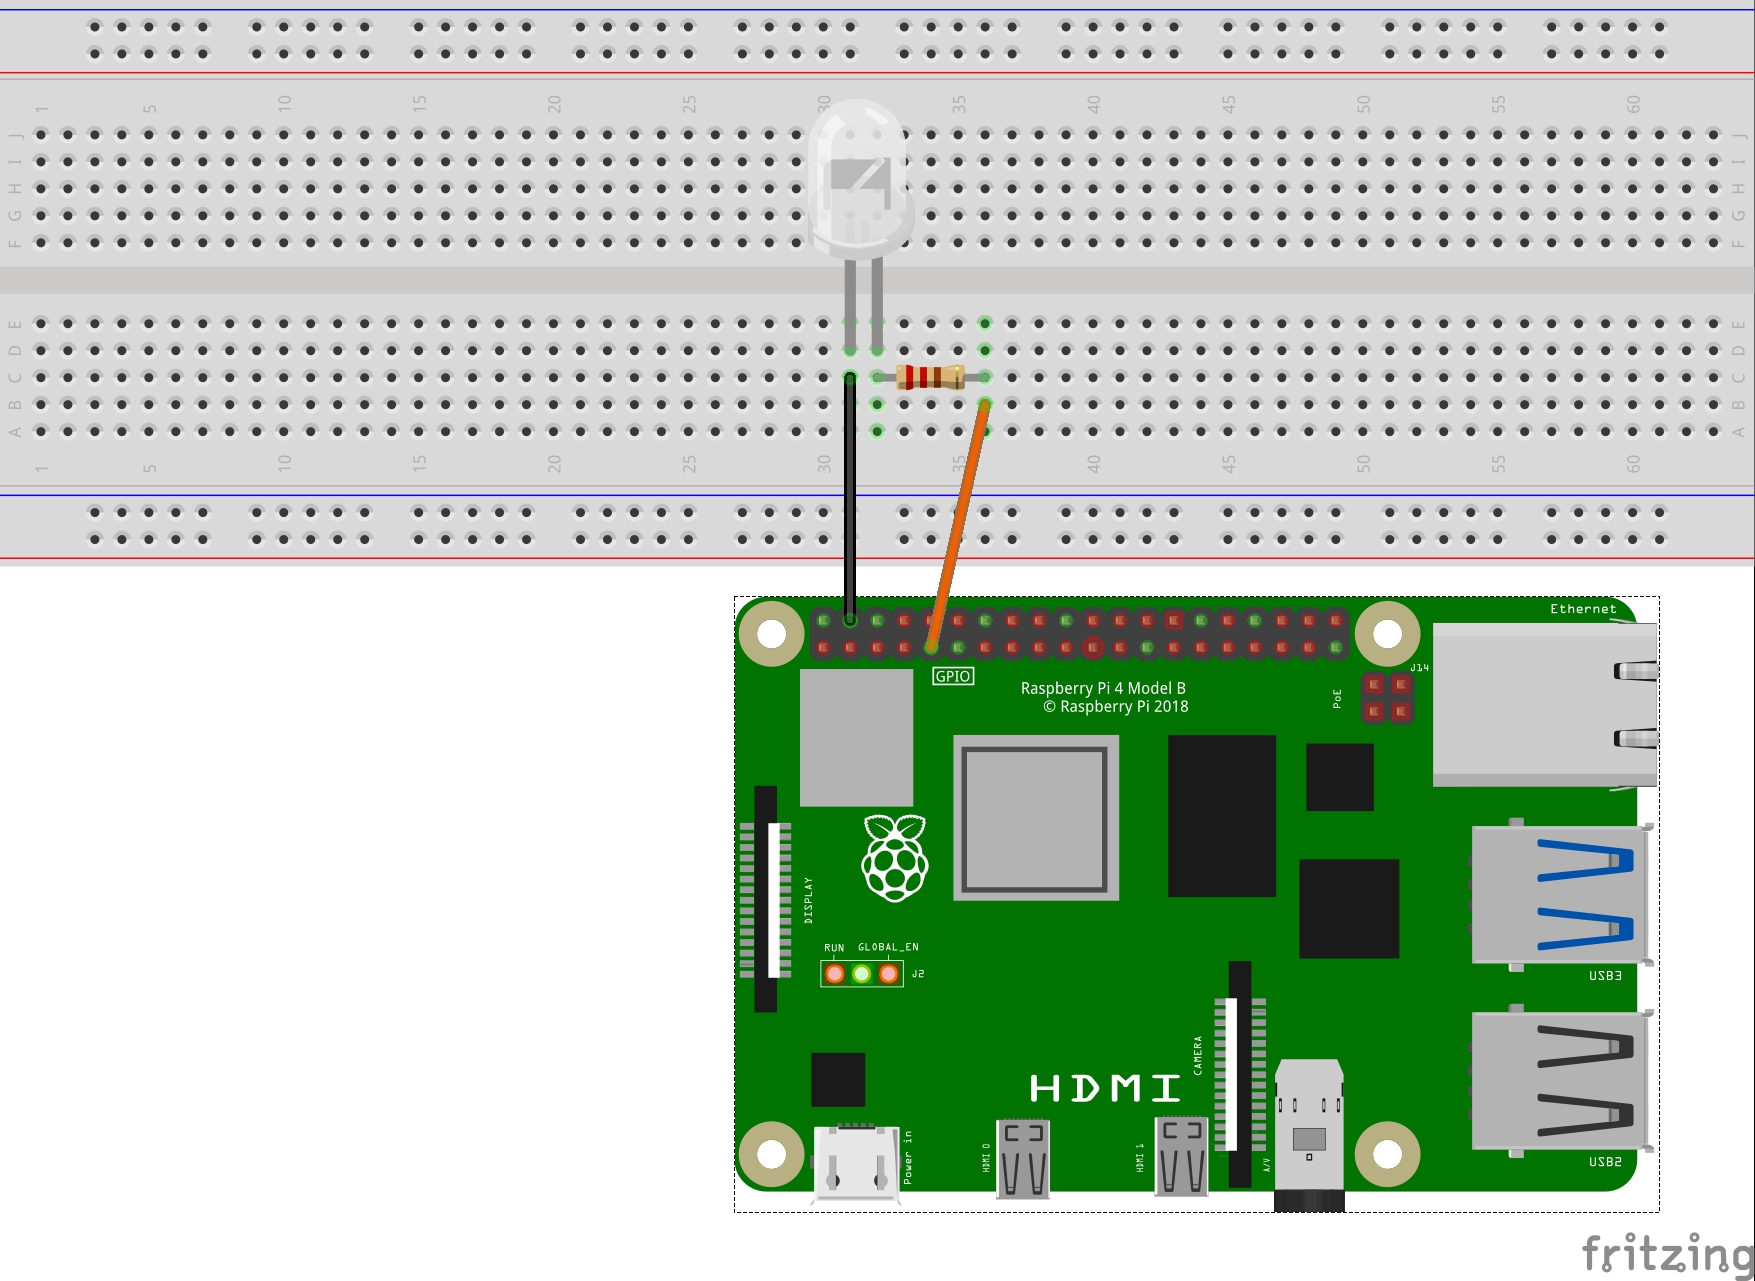 1 5 10 15 20 25 30 35 40 45 50 55 60
J J
I I
H H
G G
F F
E E
D D
C C
B B
A A
1 5 10 15 20 25 30 35 40 45 50 55 60
Ethernet
J14
GPIO
Raspberry Pi 4 Model B
© Raspberry Pi 2018
PoE
DISPLAY
RUN GLOBAL_EN
J2
USB3
CAMERA
HDMI
Power in
HDMI 0
HDMI 1
A/V
USB2
fritzing